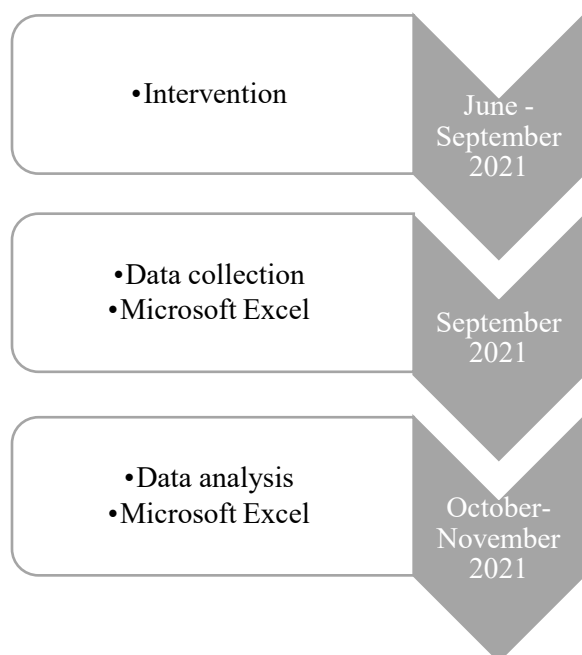 •Intervention
June -
September
2021
•Data collection
•Microsoft Excel
September
2021
•Data analysis
•Microsoft Excel
October-
November
2021